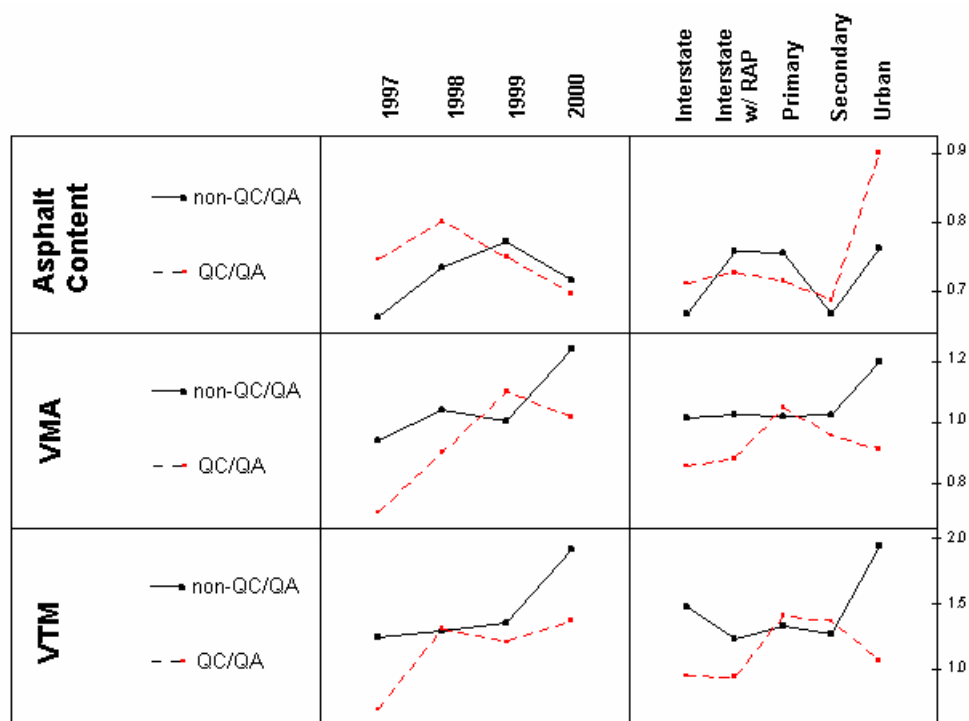 1997
1998
1999
2000
Interstate
Interstate
w/ RAP
Primary
Secondary
Urban
Asphalt
Content
non-QC/QA
QC/QA
0.9
0.8
0.7
VMA
non-QC/QA
QC/QA
1.2
1.0
0.8
VTM
non-QC/QA
QC/QA
2.0
1.5
1.0